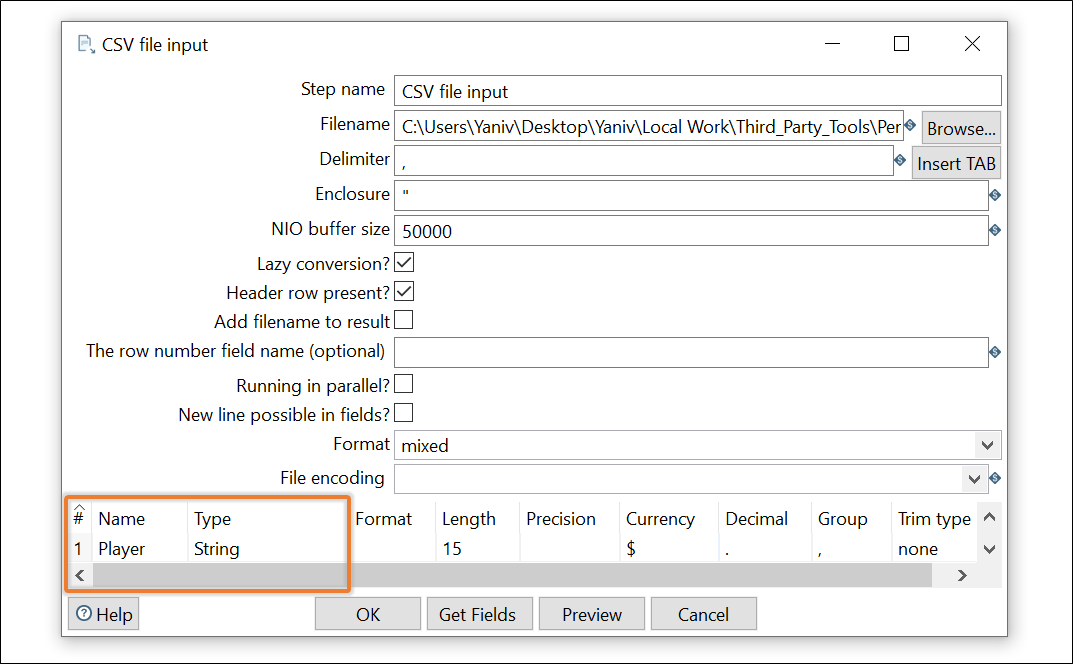 CSV file input
Step name CSV file input
Filename C:\Users\Yaniv\Desktop\Yaniv\Local Work\Third_Party_Tools\Per Browse...
Delimiter , Insert TAB
Enclosure "
NIO buffer size 50000
Lazy conversion?
Header row present?
Add filename to result
The row number field name (optional)
Running in parallel?
New line possible in fields?
Format mixed
File encoding
# Name Type Format Length Precision Currency Decimal Group Trim type
1 Player String 15 $ . , none
Help OK Get Fields Preview Cancel